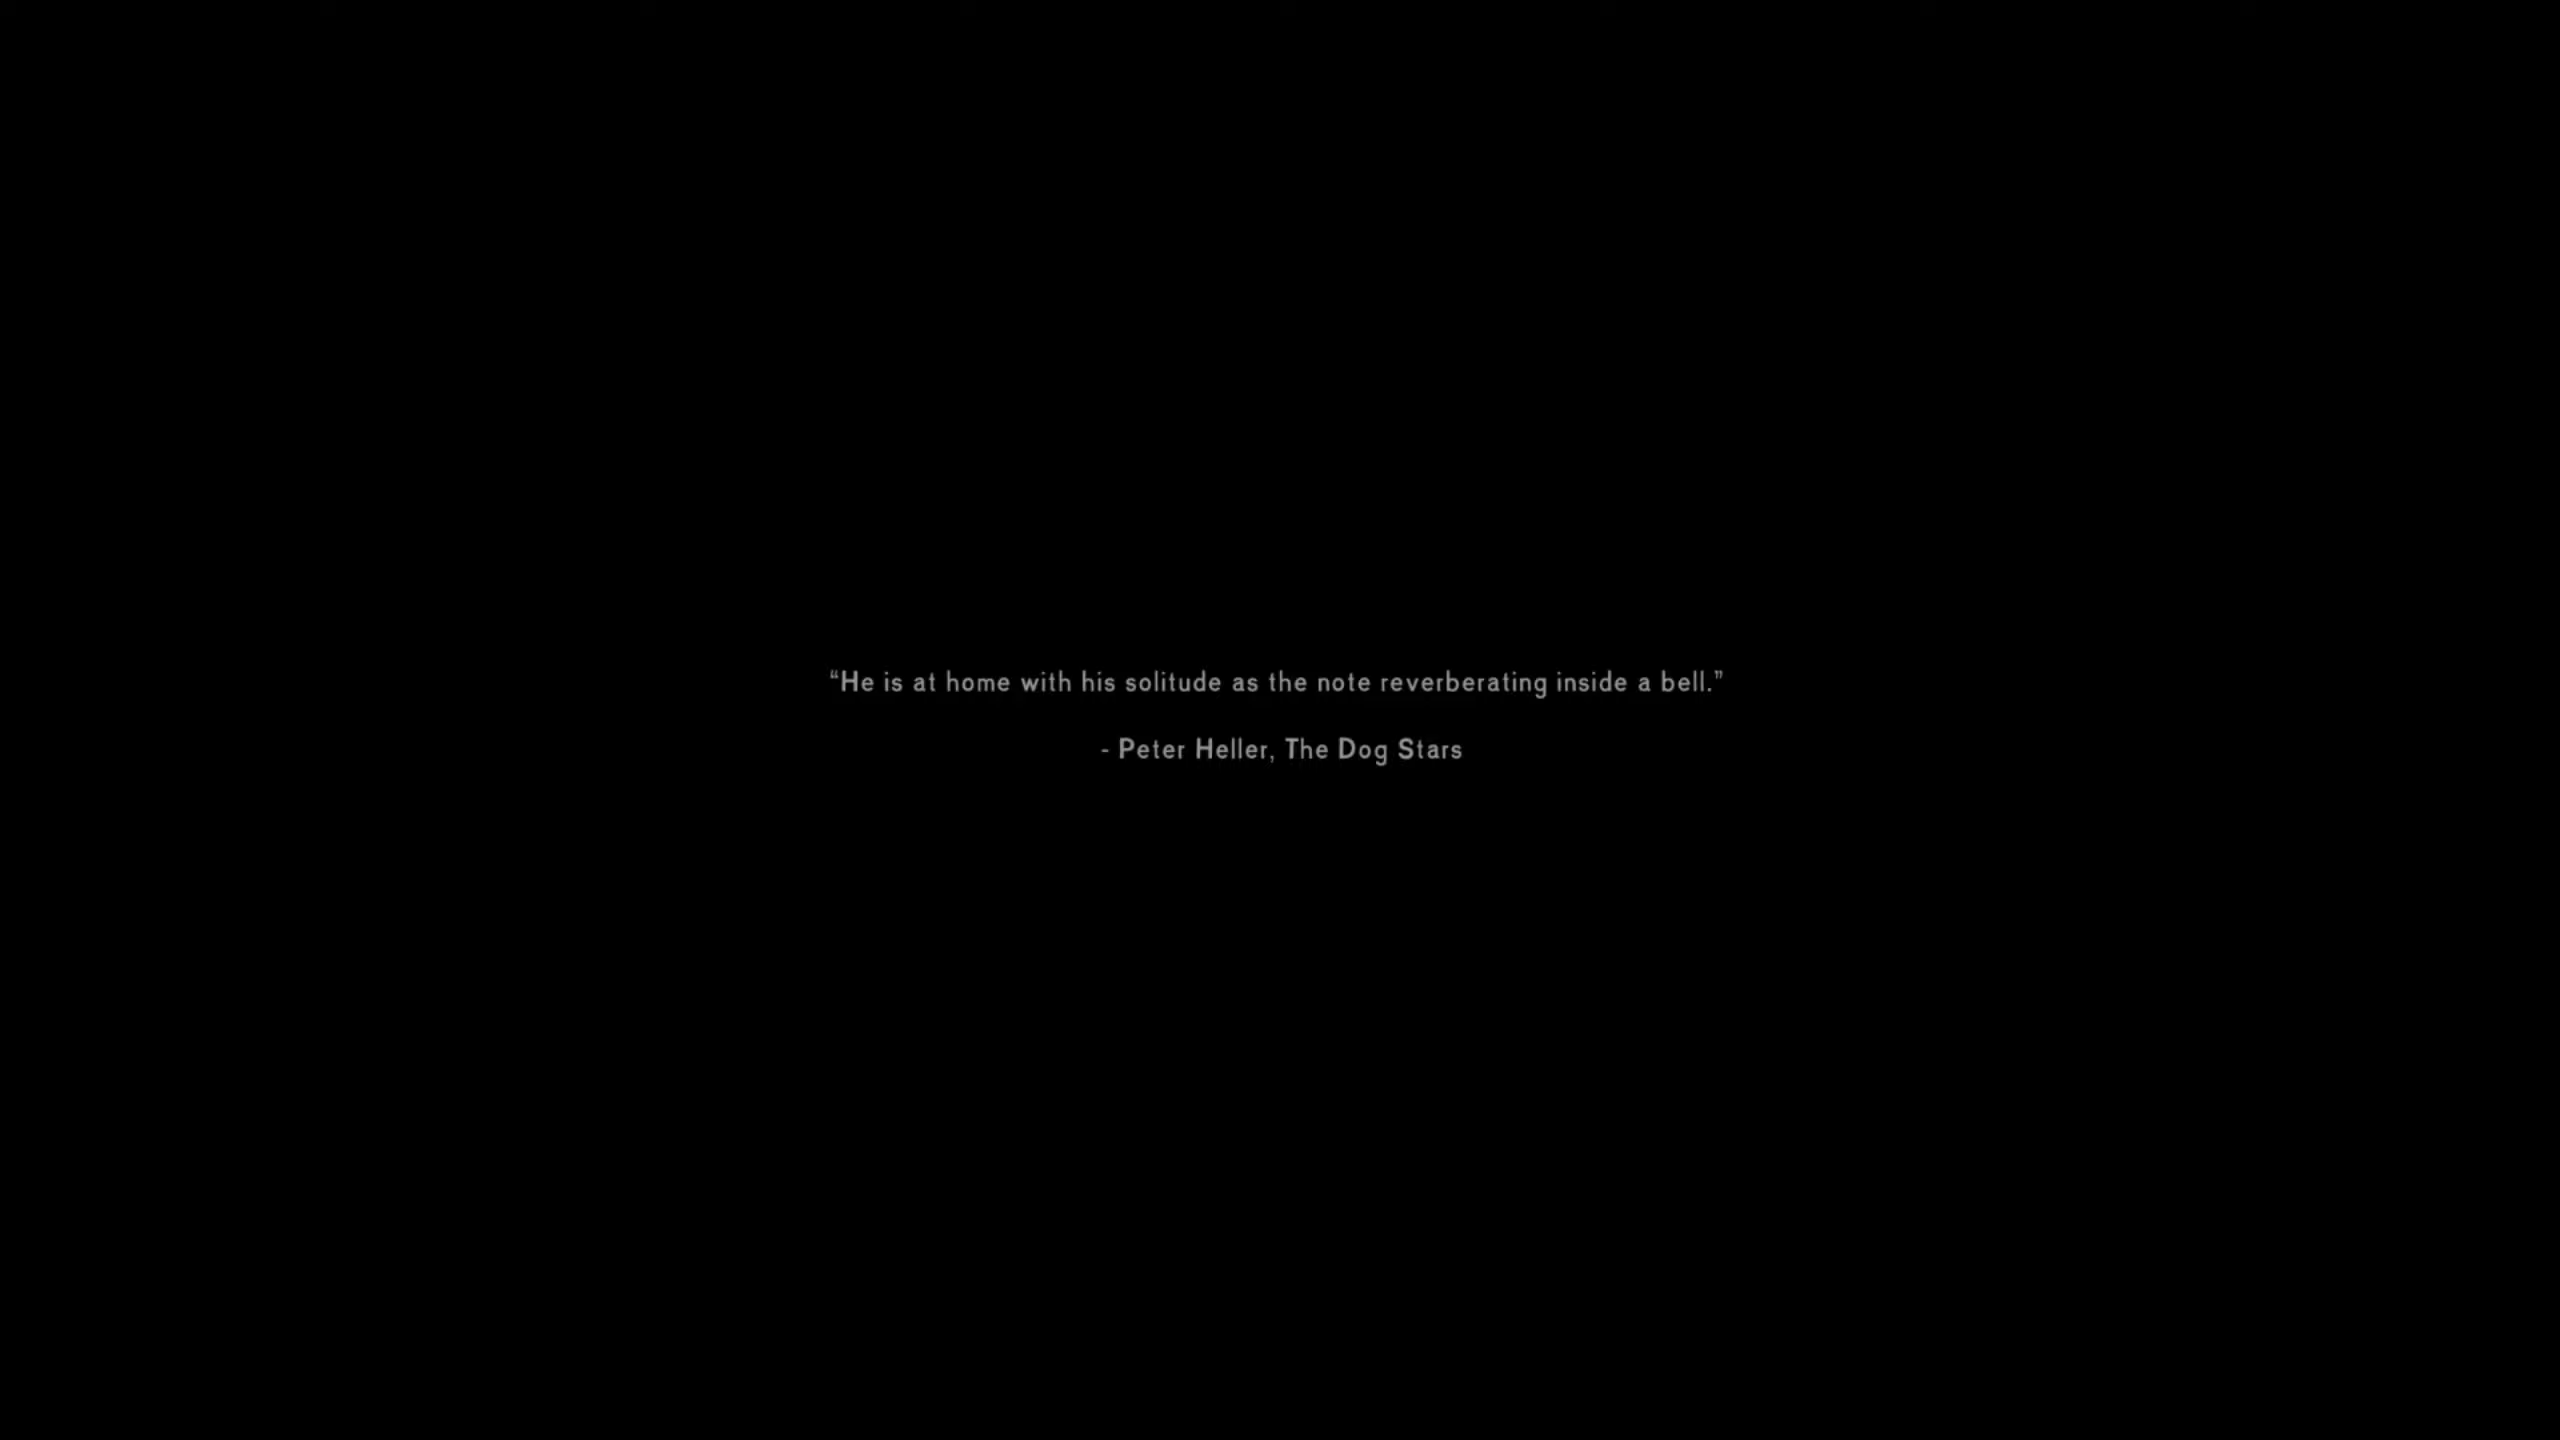 “He is at home with his solitude as the note reverberating inside a bell.”
- Peter Heller, The Dog Stars